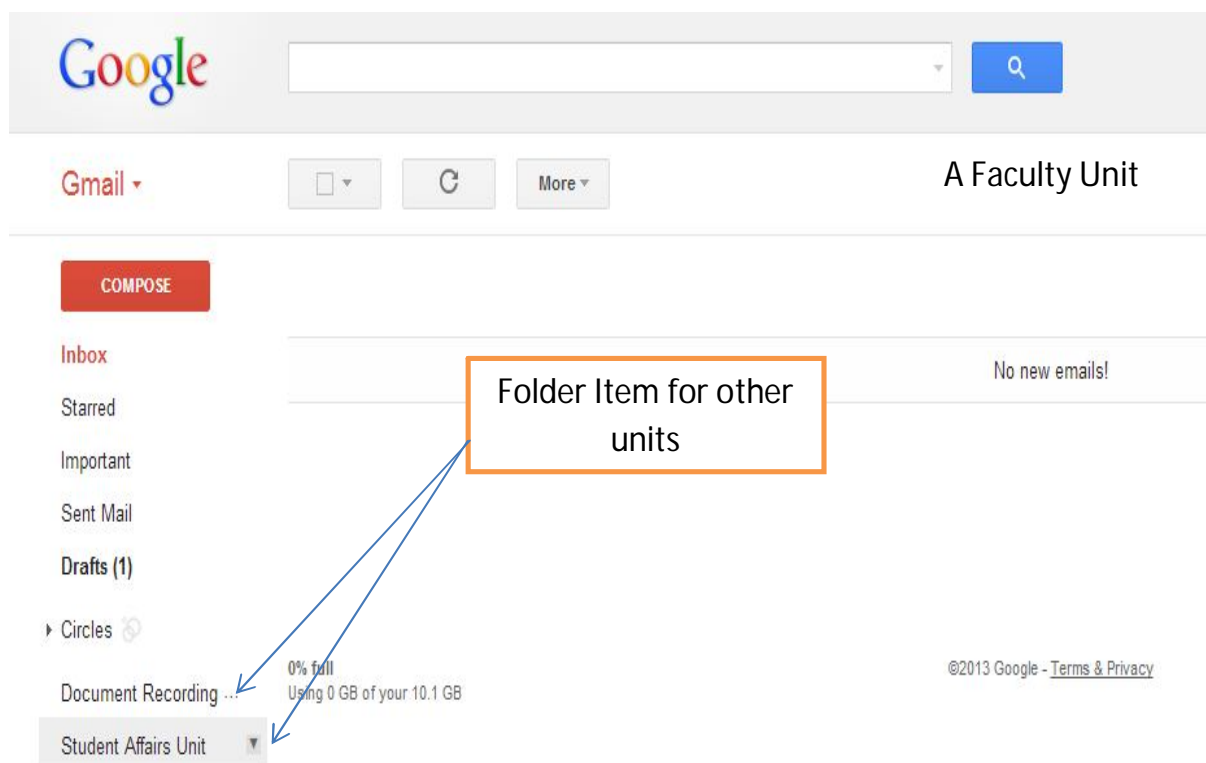 Google
Gmail
More
A Faculty Unit
COMPOSE
Inbox
No new emails!
Folder Item for other
units
Starred
Important
Sent Mail
Drafts (1)
Circles
Document Recording ...
0% full
Using 0 GB of your 10.1 GB
©2013 Google - Terms & Privacy
Student Affairs Unit